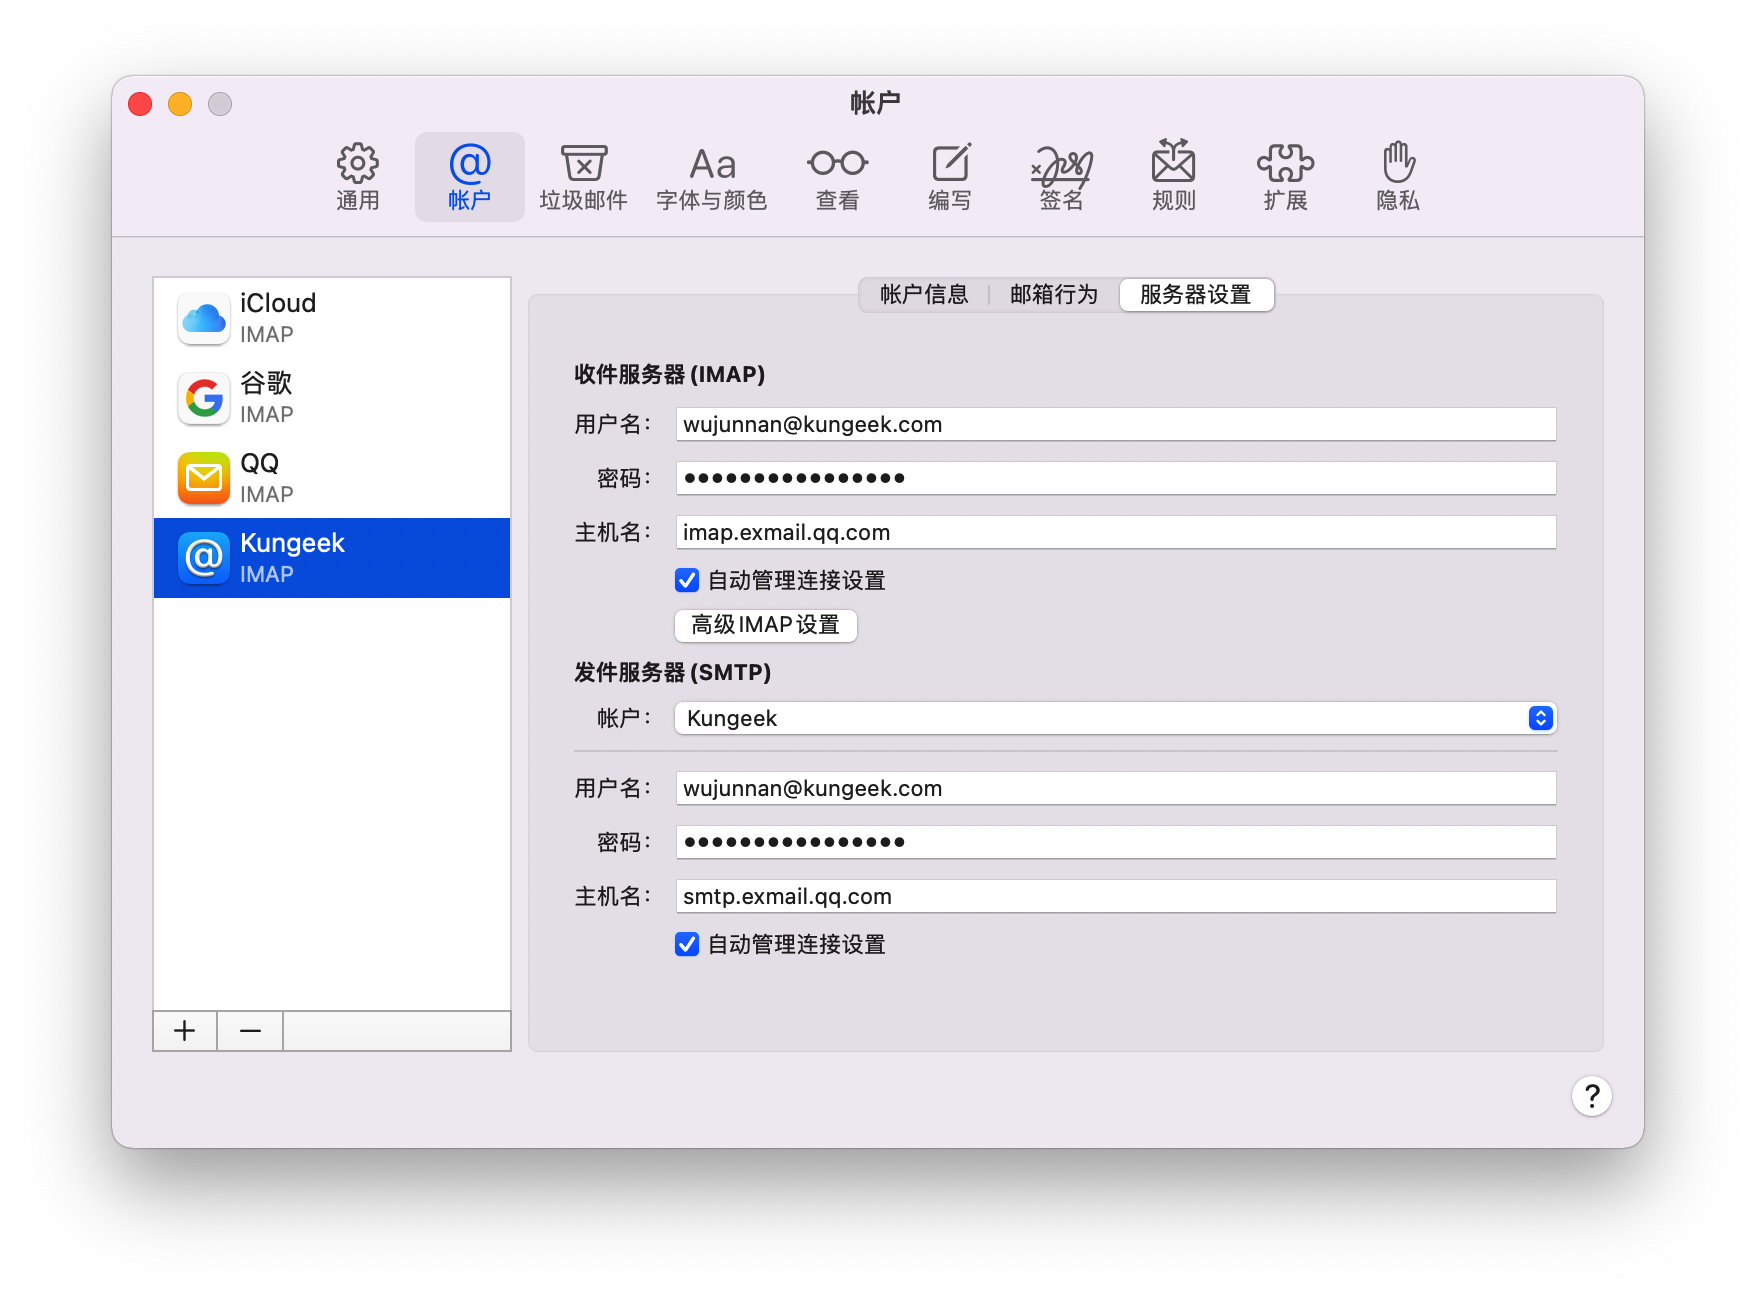 帐户
通用
帐户
垃圾邮件
字体与颜色
查看
编写
签名
规则
扩展
隐私
iCloud
IMAP
谷歌
IMAP
QQ
IMAP
Kungeek
IMAP
帐户信息
邮箱行为
服务器设置
收件服务器 (IMAP)
用户名: wujunnan@kungeek.com
密码: ••••••••••••••••
主机名: imap.exmail.qq.com
自动管理连接设置
高级 IMAP 设置
发件服务器 (SMTP)
帐户: Kungeek
用户名: wujunnan@kungeek.com
密码: ••••••••••••••••
主机名: smtp.exmail.qq.com
自动管理连接设置
?